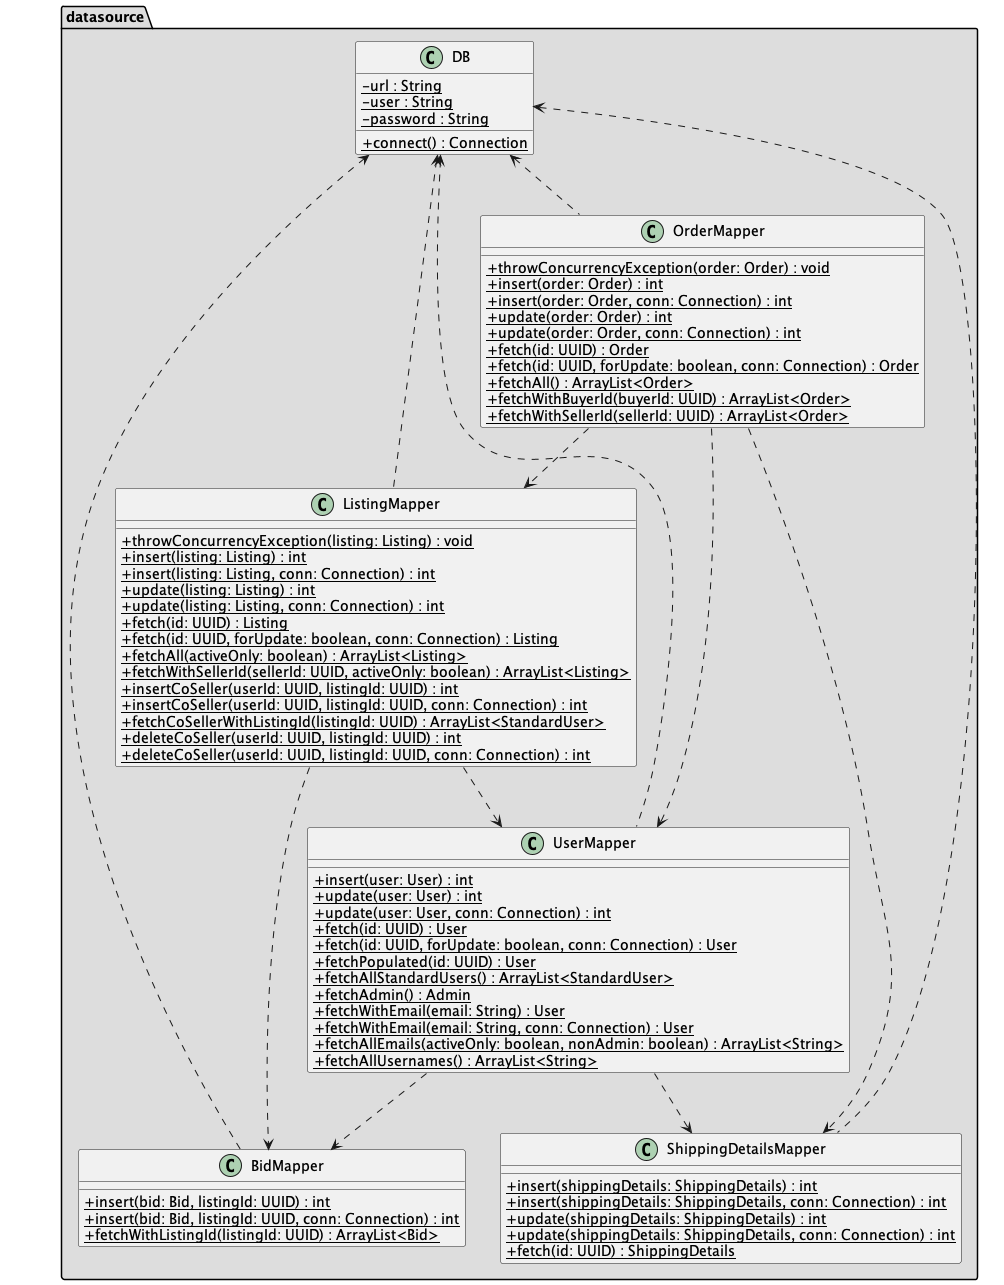 datasource
C DB
-url : String
-user : String
-password : String
+connect() : Connection
C OrderMapper
+throwConcurrencyException(order: Order) : void
+insert(order: Order) : int
+insert(order: Order, conn: Connection) : int
+update(order: Order) : int
+update(order: Order, conn: Connection) : int
+fetch(id: UUID) : Order
+fetch(id: UUID, forUpdate: boolean, conn: Connection) : Order
+fetchAll() : ArrayList<Order>
+fetchWithBuyerId(buyerId: UUID) : ArrayList<Order>
+fetchWithSellerId(sellerId: UUID) : ArrayList<Order>
C ListingMapper
+throwConcurrencyException(listing: Listing) : void
+insert(listing: Listing) : int
+insert(listing: Listing, conn: Connection) : int
+update(listing: Listing) : int
+update(listing: Listing, conn: Connection) : int
+fetch(id: UUID) : Listing
+fetch(id: UUID, forUpdate: boolean, conn: Connection) : Listing
+fetchAll(activeOnly: boolean) : ArrayList<Listing>
+fetchWithSellerId(sellerId: UUID, activeOnly: boolean) : ArrayList<Listing>
+insertCoSeller(userId: UUID, listingId: UUID) : int
+insertCoSeller(userId: UUID, listingId: UUID, conn: Connection) : int
+fetchCoSellerWithListingId(listingId: UUID) : ArrayList<StandardUser>
+deleteCoSeller(userId: UUID, listingId: UUID) : int
+deleteCoSeller(userId: UUID, listingId: UUID, conn: Connection) : int
C UserMapper
+insert(user: User) : int
+update(user: User) : int
+update(user: User, conn: Connection) : int
+fetch(id: UUID) : User
+fetch(id: UUID, forUpdate: boolean, conn: Connection) : User
+fetchPopulated(id: UUID) : User
+fetchAllStandardUsers() : ArrayList<StandardUser>
+fetchAdmin() : Admin
+fetchWithEmail(email: String) : User
+fetchWithEmail(email: String, conn: Connection) : User
+fetchAllEmails(activeOnly: boolean, nonAdmin: boolean) : ArrayList<String>
+fetchAllUsernames() : ArrayList<String>
C BidMapper
+insert(bid: Bid, listingId: UUID) : int
+insert(bid: Bid, listingId: UUID, conn: Connection) : int
+fetchWithListingId(listingId: UUID) : ArrayList<Bid>
C ShippingDetailsMapper
+insert(shippingDetails: ShippingDetails) : int
+insert(shippingDetails: ShippingDetails, conn: Connection) : int
+update(shippingDetails: ShippingDetails) : int
+update(shippingDetails: ShippingDetails, conn: Connection) : int
+fetch(id: UUID) : ShippingDetails